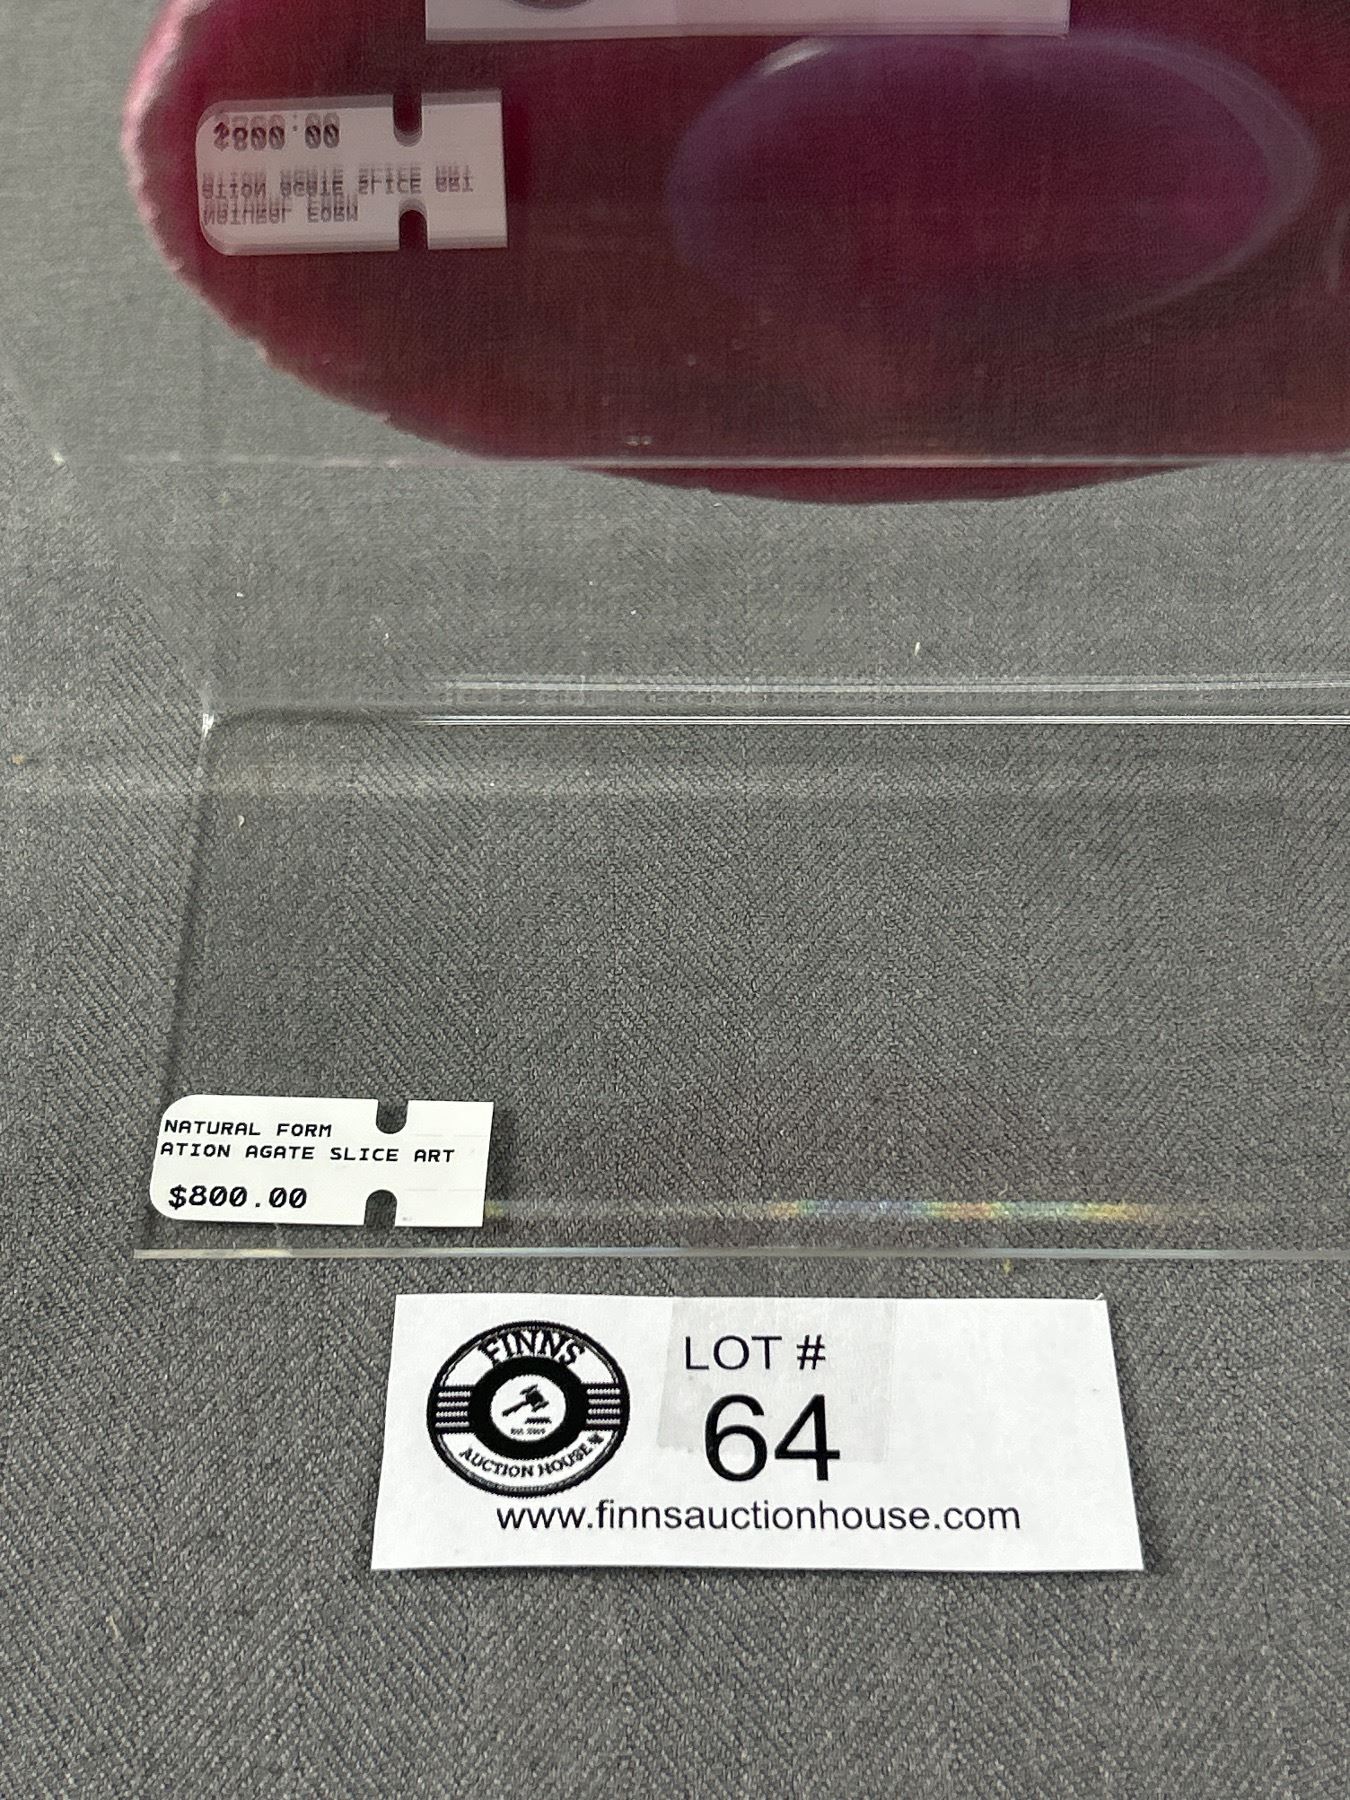 NATURAL FORM
ATION AGATE SLICE ART
$800.00
FINNS
AUCTION HOUSE
LOT #
64
www.finnsauctionhouse.com